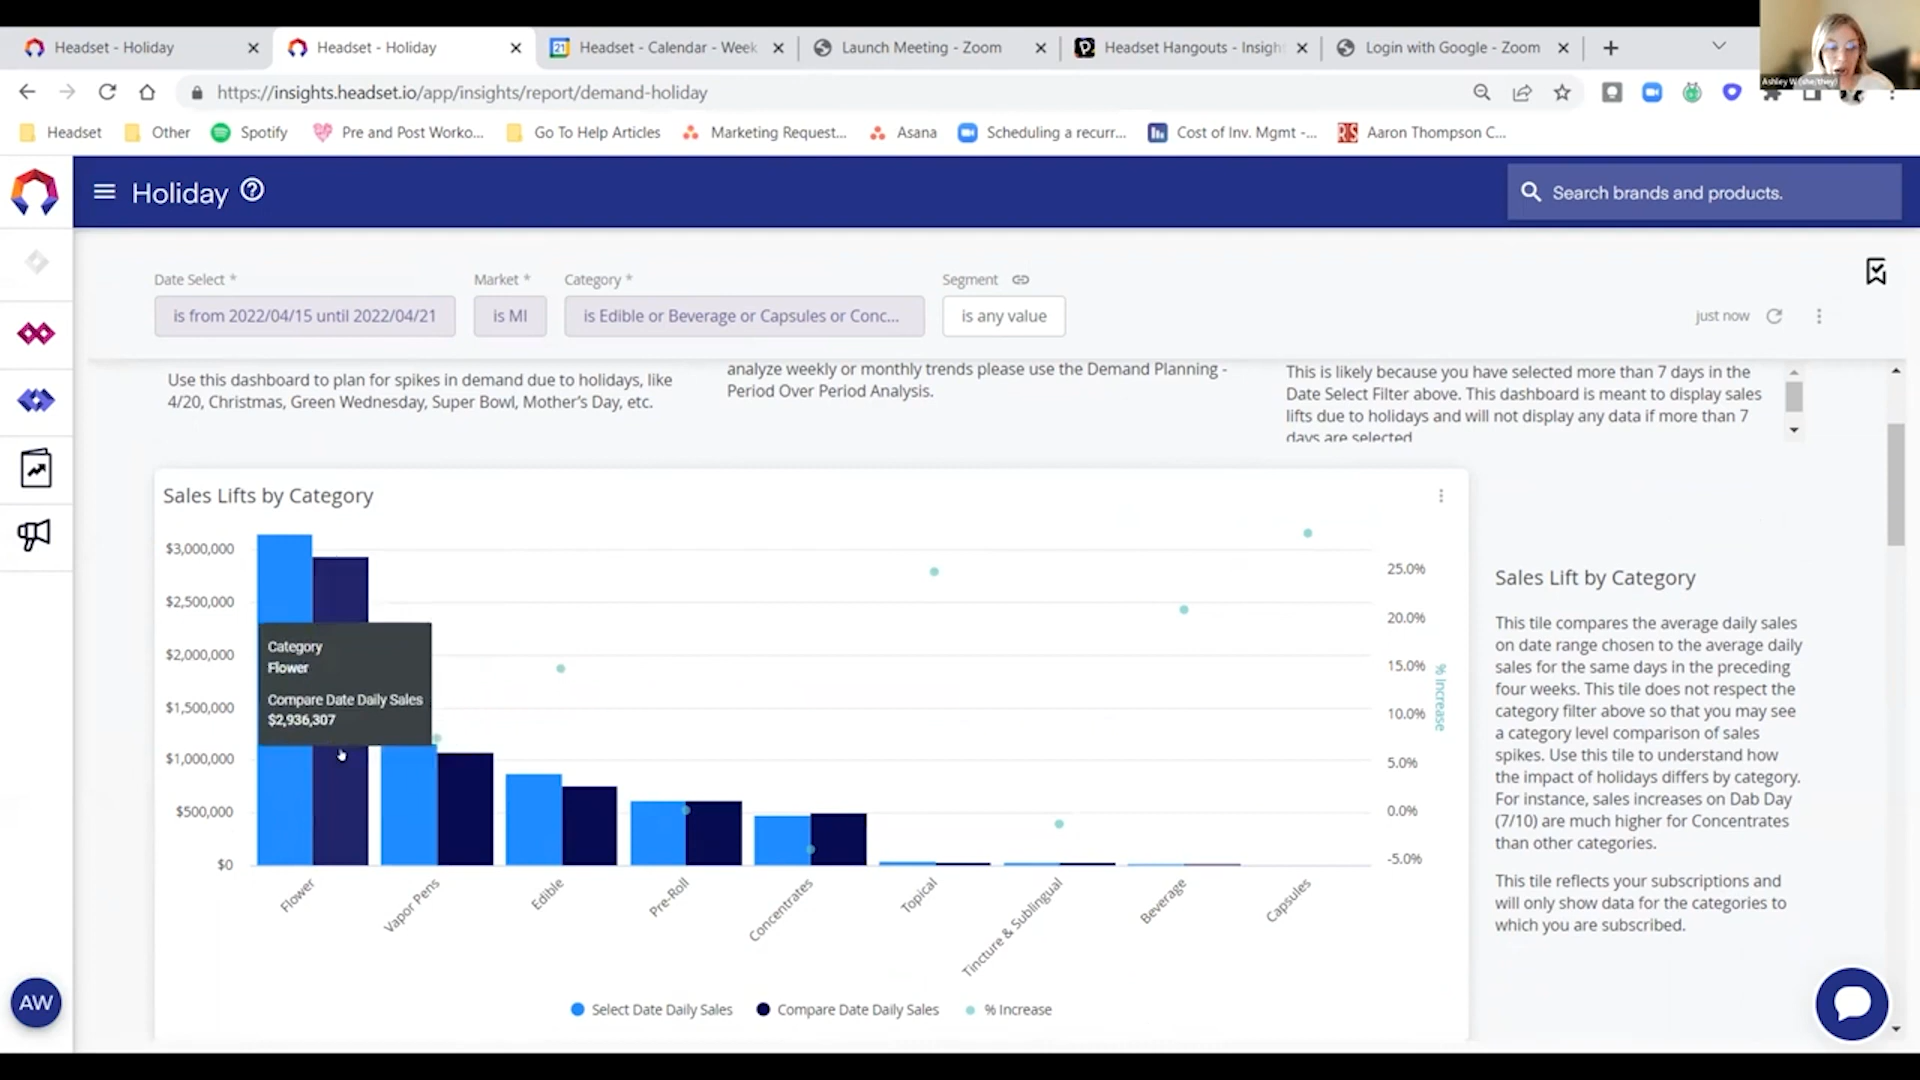 Headset - Holiday
Headset - Holiday
21
Headset - Calendar - Week
Launch Meeting - Zoom
Headset Hangouts - Insigh
Login with Google - Zoom
Ashley W (she/they)
https://insights.headset.io/app/insights/report/demand-holiday
Headset
Other
Spotify
Pre and Post Worko...
Go To Help Articles
Marketing Request...
Asana
Scheduling a recurr...
Cost of Inv. Mgmt -...
Aaron Thompson C...
Holiday
Search brands and products.
Date Select *
Market *
Category *
Segment
is from 2022/04/15 until 2022/04/21
is MI
is Edible or Beverage or Capsules or Conc...
is any value
just now
Use this dashboard to plan for spikes in demand due to holidays, like
4/20, Christmas, Green Wednesday, Super Bowl, Mother's Day, etc.
analyze weekly or monthly trends please use the Demand Planning -
Period Over Period Analysis.
This is likely because you have selected more than 7 days in the
Date Select Filter above. This dashboard is meant to display sales
lifts due to holidays and will not display any data if more than 7
days are selected
Sales Lifts by Category
$3,000,000
$2,500,000
$2,000,000
$1,500,000
$1,000,000
$500,000
$0
Category
Flower
Compare Date Daily Sales
$2,936,307
25.0%
20.0%
15.0%
10.0%
5.0%
0.0%
-5.0%
% Increase
Flower
Vapor Pens
Edible
Pre-Roll
Concentrates
Topical
Tincture & Sublingual
Beverage
Capsules
Select Date Daily Sales
Compare Date Daily Sales
% Increase
Sales Lift by Category
This tile compares the average daily sales
on date range chosen to the average daily
sales for the same days in the preceding
four weeks. This tile does not respect the
category filter above so that you may see
a category level comparison of sales
spikes. Use this tile to understand how
the impact of holidays differs by category.
For instance, sales increases on Dab Day
(7/10) are much higher for Concentrates
than other categories.
This tile reflects your subscriptions and
will only show data for the categories to
which you are subscribed.
AW